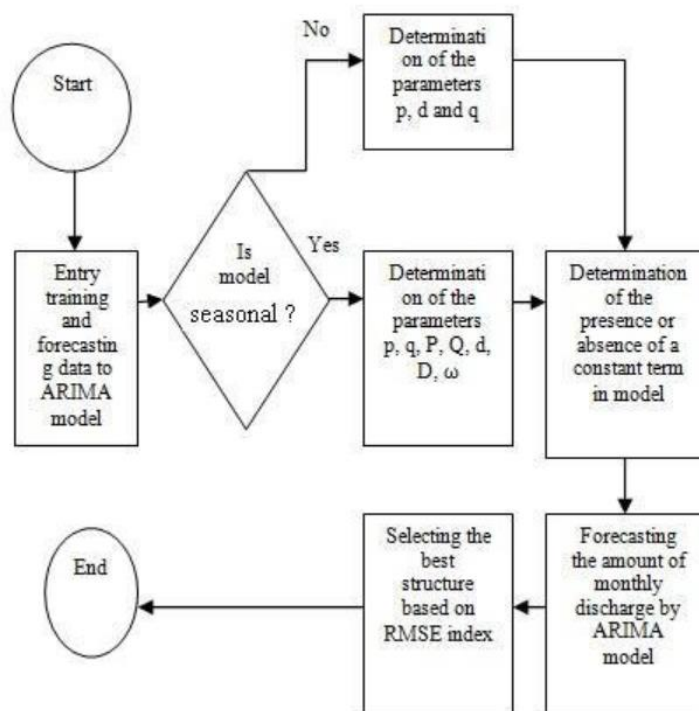 Start
No
Determinati
on of the
parameters
p, d and q
Entry
training
and
forecastin
g data to
ARIMA
model
Is
model
seasonal ?
Yes
Determinati
on of the
parameters
p, q, P, Q, d,
D, ω
Determination
of the
presence or
absence of a
constant term
in model
End
Selecting the
best
structure
based on
RMSE index
Forecasting
the amount of
monthly
discharge by
ARIMA
model